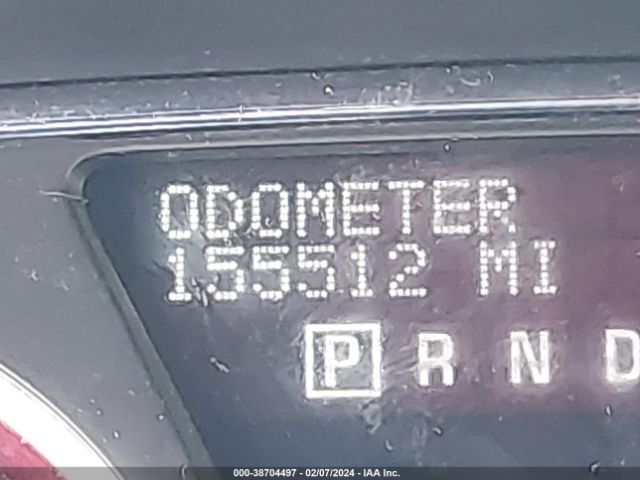 ODOMETER
155512 MI
P R N D
000-38704497 - 02/07/2024 - IAA Inc.